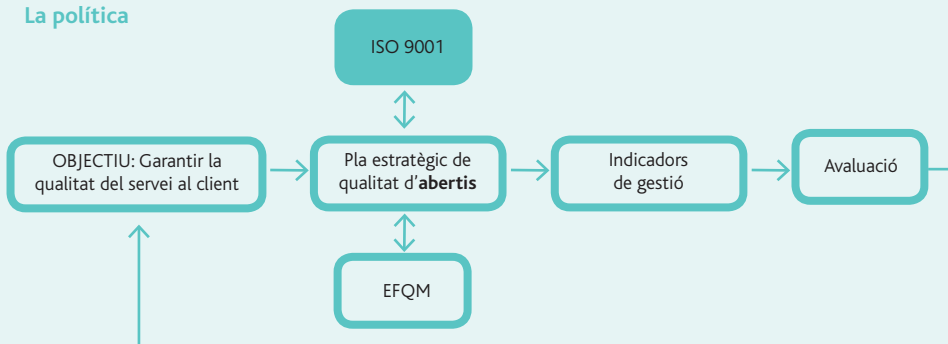 La política
ISO 9001
OBJECTIU: Garantir la
qualitat del servei al client
Pla estratègic de
qualitat d’abertis
Indicadors
de gestió
Avaluació
EFQM